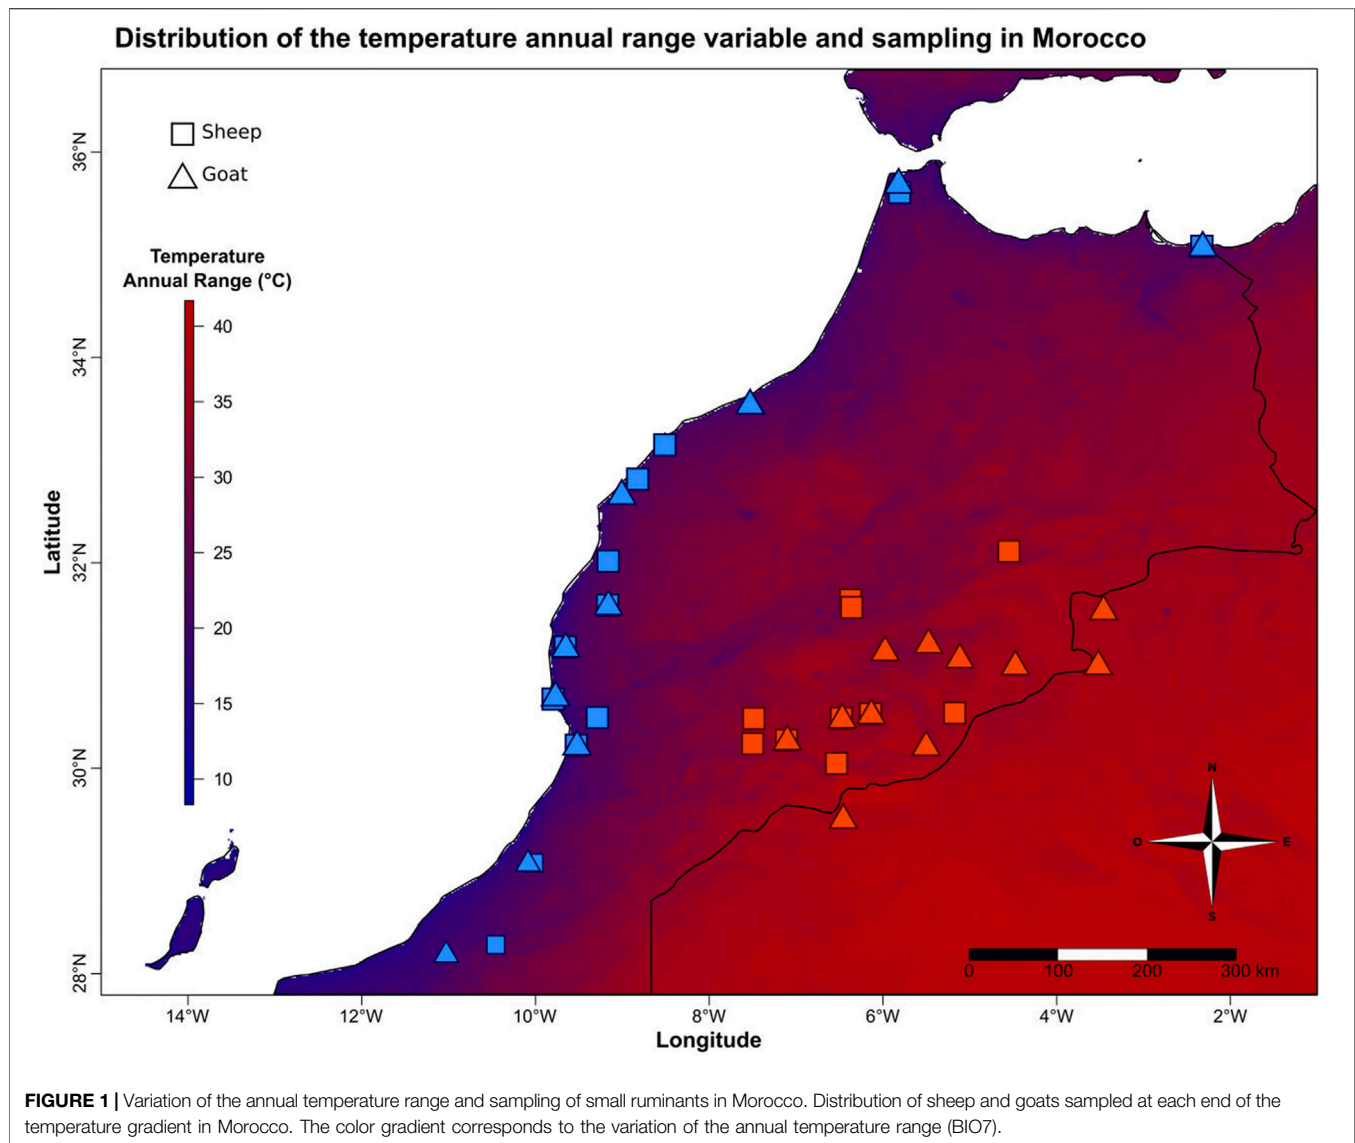 Distribution of the temperature annual range variable and sampling in Morocco
Sheep
Goat
Temperature
Annual Range (°C)
40
35
30
25
20
15
10
Latitude
36°N
34°N
32°N
30°N
28°N
N
O
E
S
0 100 200 300 km
14°W 12°W 10°W 8°W 6°W 4°W 2°W
Longitude
FIGURE 1 | Variation of the annual temperature range and sampling of small ruminants in Morocco. Distribution of sheep and goats sampled at each end of the
temperature gradient in Morocco. The color gradient corresponds to the variation of the annual temperature range (BIO7).